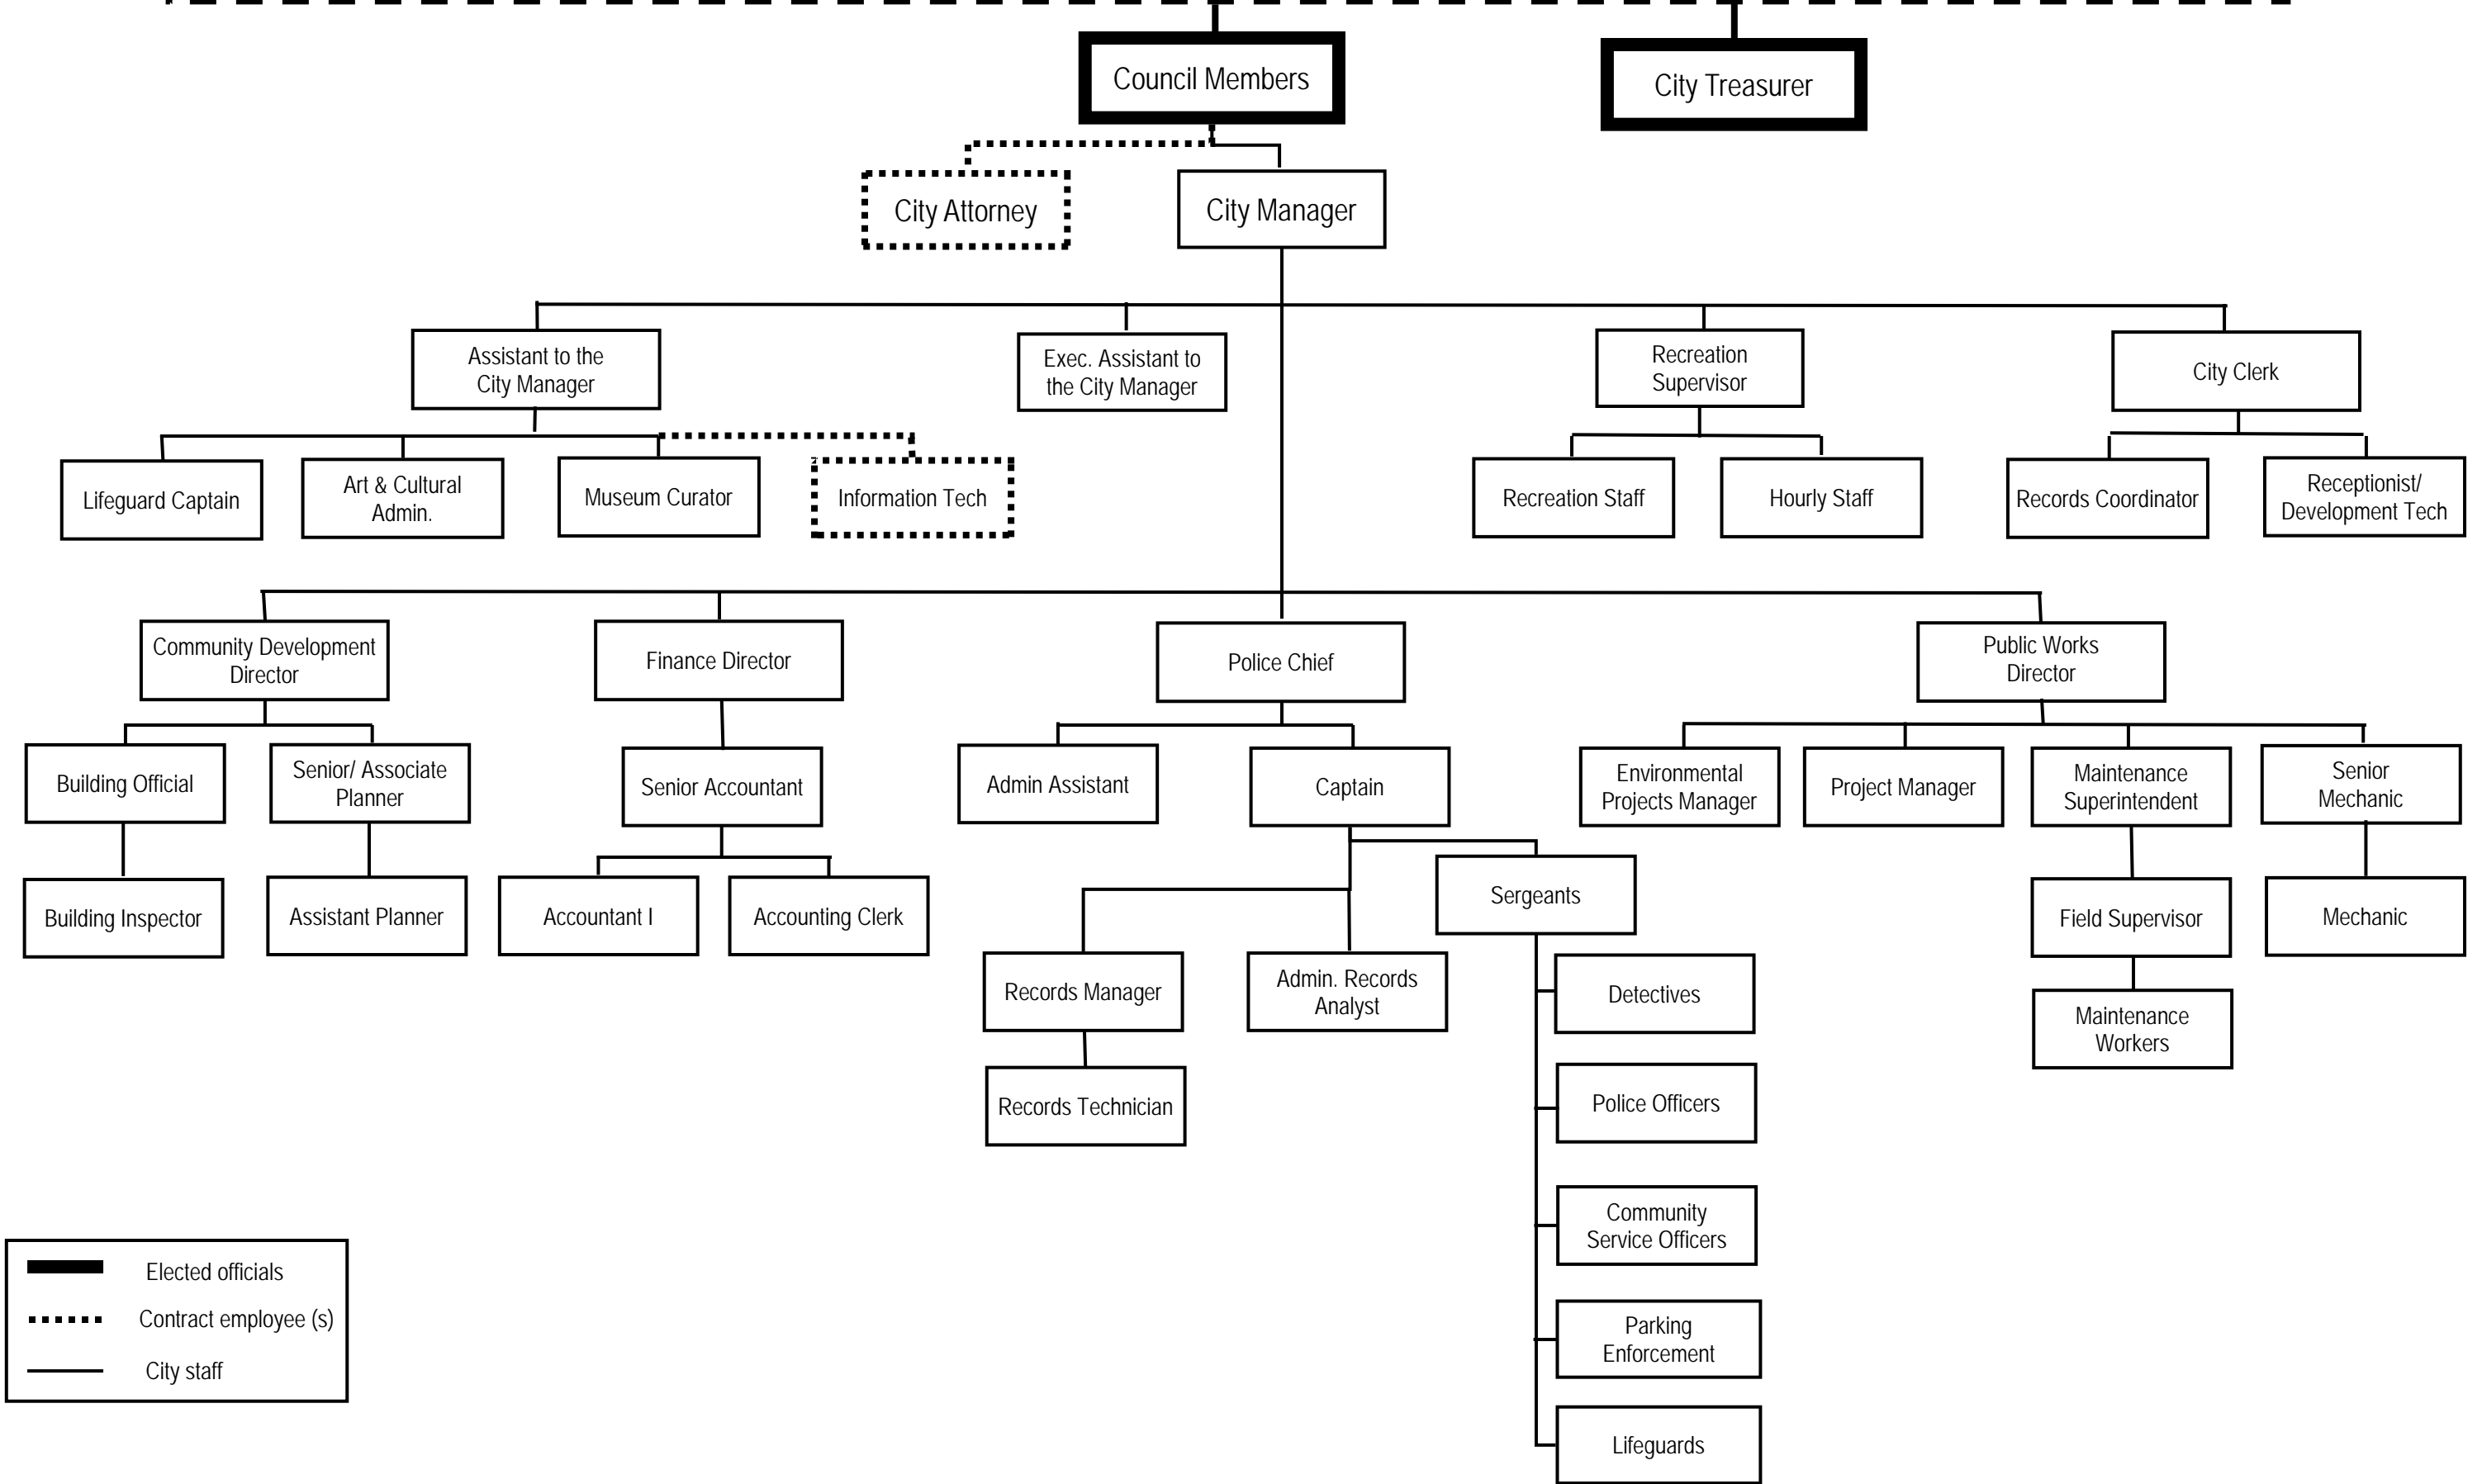 Council Members
City Treasurer
City Attorney
City Manager
Assistant to the
City Manager
Exec. Assistant to
the City Manager
Recreation
Supervisor
City Clerk
Lifeguard Captain
Art & Cultural
Admin.
Museum Curator
Information Tech
Recreation Staff
Hourly Staff
Records Coordinator
Receptionist/
Development Tech
Community Development
Director
Finance Director
Police Chief
Public Works
Director
Building Official
Senior/ Associate
Planner
Senior Accountant
Admin Assistant
Captain
Environmental
Projects Manager
Project Manager
Maintenance
Superintendent
Senior
Mechanic
Building Inspector
Assistant Planner
Accountant I
Accounting Clerk
Sergeants
Field Supervisor
Mechanic
Records Manager
Admin. Records
Analyst
Detectives
Maintenance
Workers
Records Technician
Police Officers
Community
Service Officers
Parking
Enforcement
Lifeguards
Elected officials
Contract employee (s)
City staff